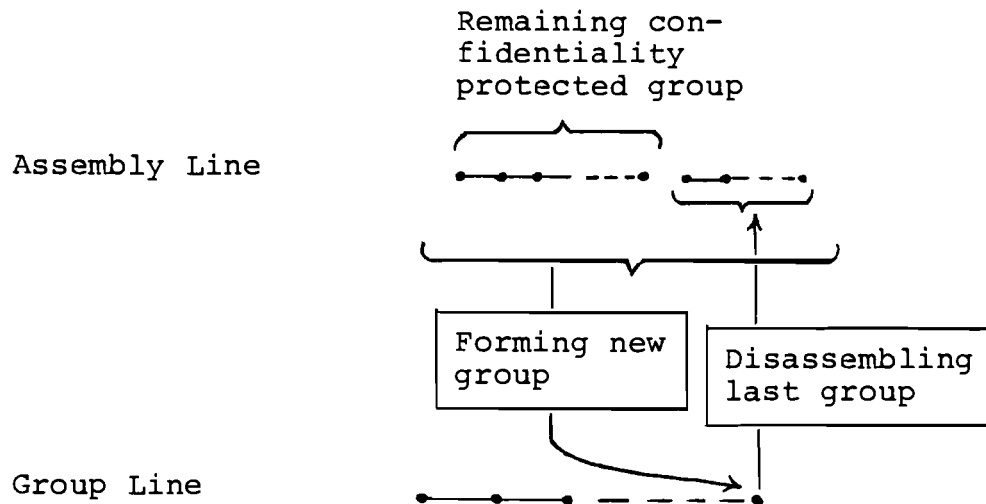 Remaining con-
fidentiality
protected group
Assembly Line
Forming new
group
Disassembling
last group
Group Line